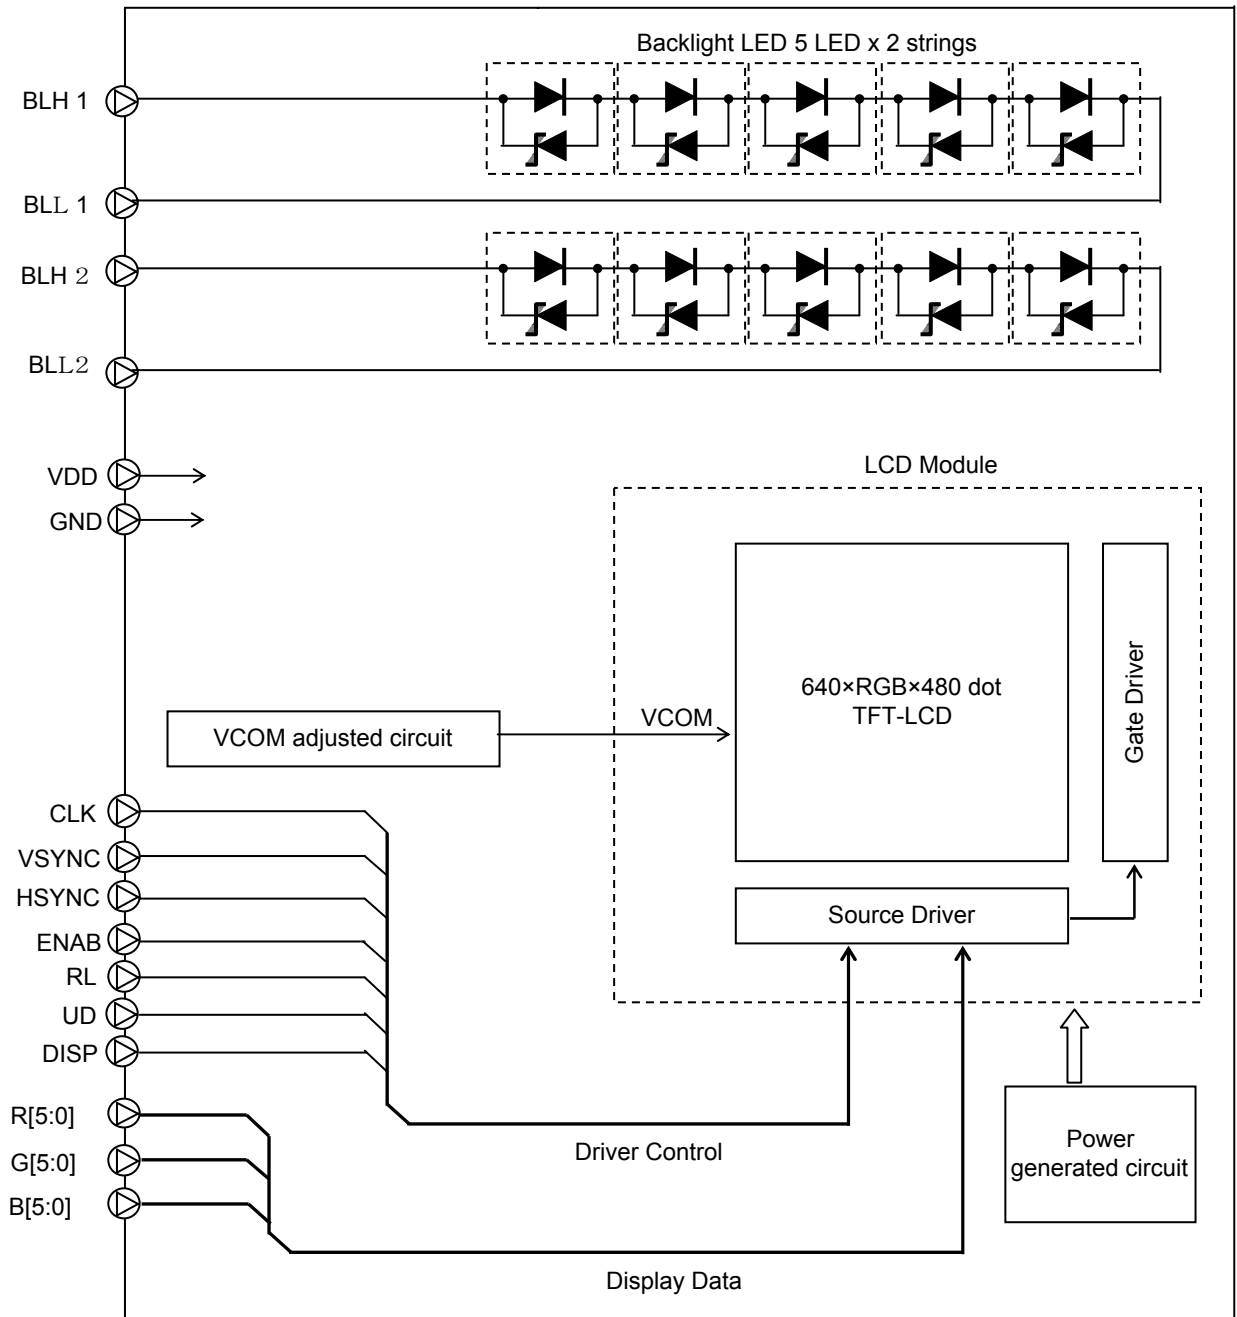 Backlight LED 5 LED x 2 strings
BLH 1
BLL 1
BLH 2
BLL2
VDD
GND
LCD Module
640×RGB×480 dot
TFT-LCD
Gate Driver
VCOM
VCOM adjusted circuit
CLK
VSYNC
HSYNC
ENAB
RL
UD
DISP
Source Driver
R[5:0]
G[5:0]
B[5:0]
Driver Control
Power
generated circuit
Display Data